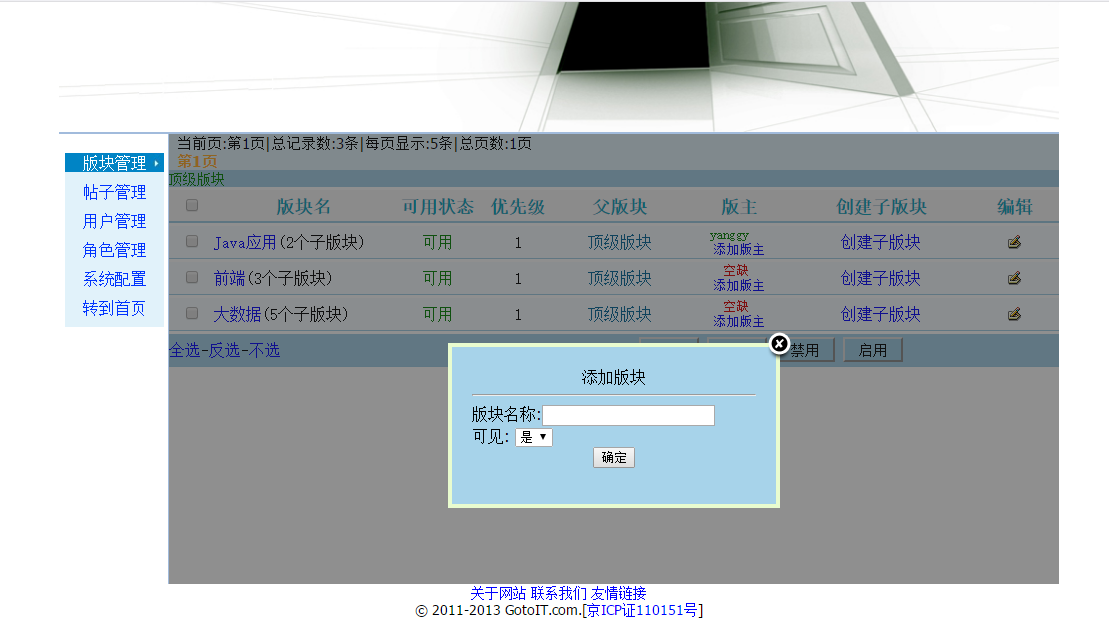 当前页:第1页|总记录数:3条|每页显示:5条|总页数:1页
第1页
顶级版块
版块管理
帖子管理
用户管理
角色管理
系统配置
转到首页
版块名 可用状态 优先级 父版块 版主 创建子版块 编辑
Java应用(2个子版块) 可用 1 顶级版块 yanggy 添加版主 创建子版块
前端(3个子版块) 可用 1 顶级版块 空缺 添加版主 创建子版块
大数据(5个子版块) 可用 1 顶级版块 空缺 添加版主 创建子版块
全选-反选-不选 禁用 启用
添加版块
版块名称:
可见: 是
确定
关于网站 联系我们 友情链接
© 2011-2013 GotoIT.com.[京ICP证110151号]